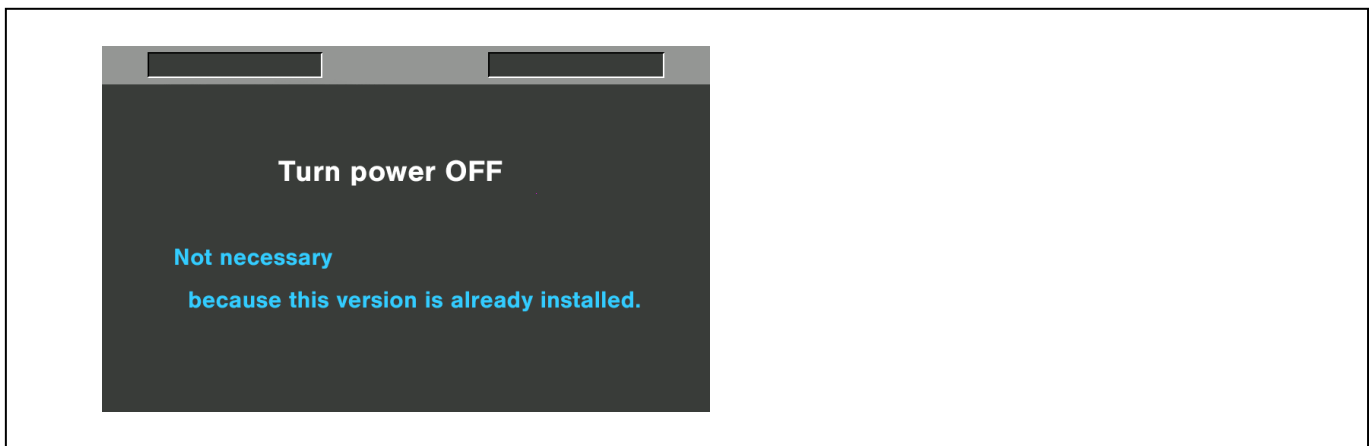 Turn power OFF
Not necessary
because this version is already installed.